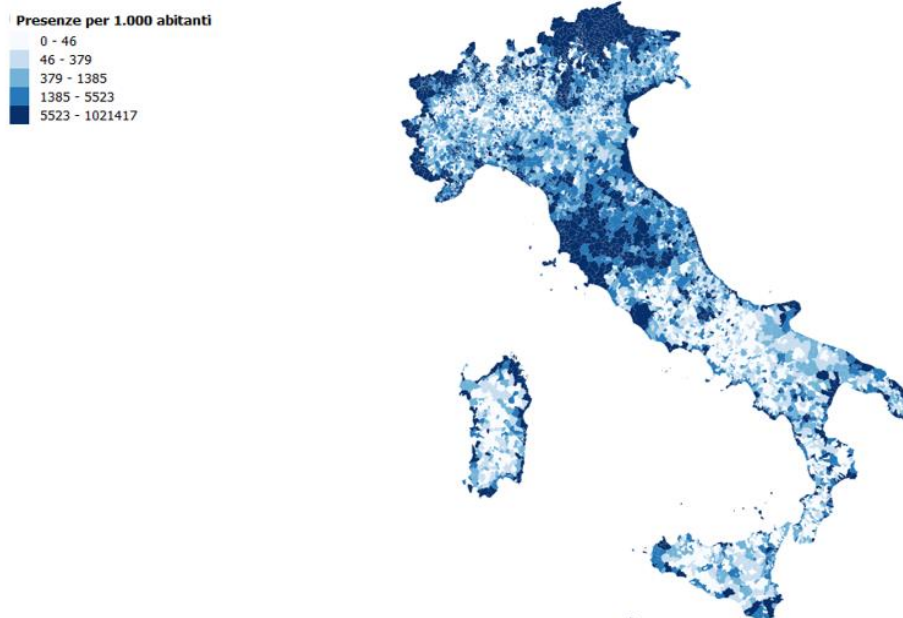 Presenze per 1.000 abitanti
0 - 46
46 - 379
379 - 1385
1385 - 5523
5523 - 1021417